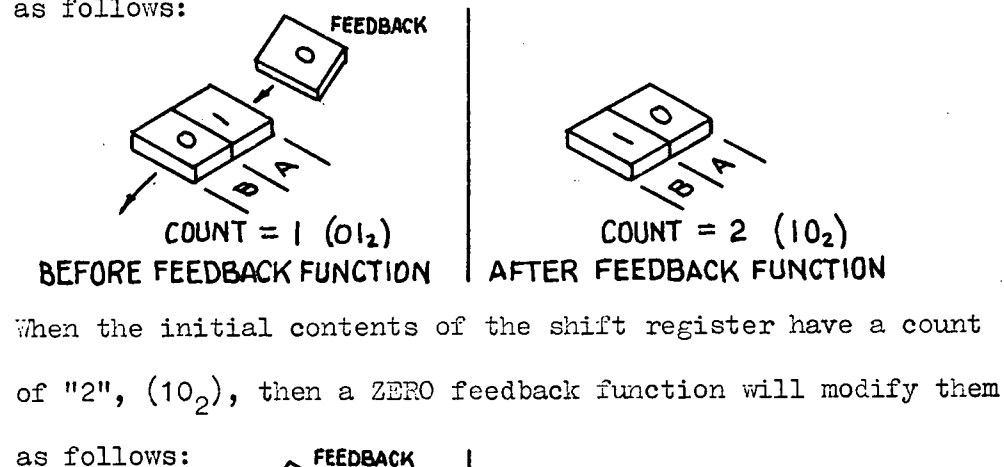 as follows:
FEEDBACK
0
0 1
B A
1 0
B A
COUNT = 1 (01₂)
COUNT = 2 (10₂)
BEFORE FEEDBACK FUNCTION
AFTER FEEDBACK FUNCTION
When the initial contents of the shift register have a count
of "2", (10₂), then a ZERO feedback function will modify them
as follows:
FEEDBACK